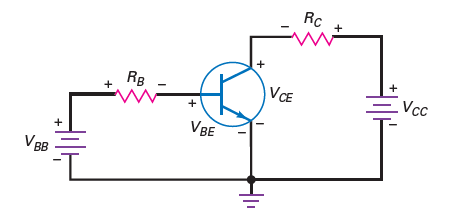 − R_C +
+ R_B − + V_CE +
+ V_BB − + V_BE − − V_CC −